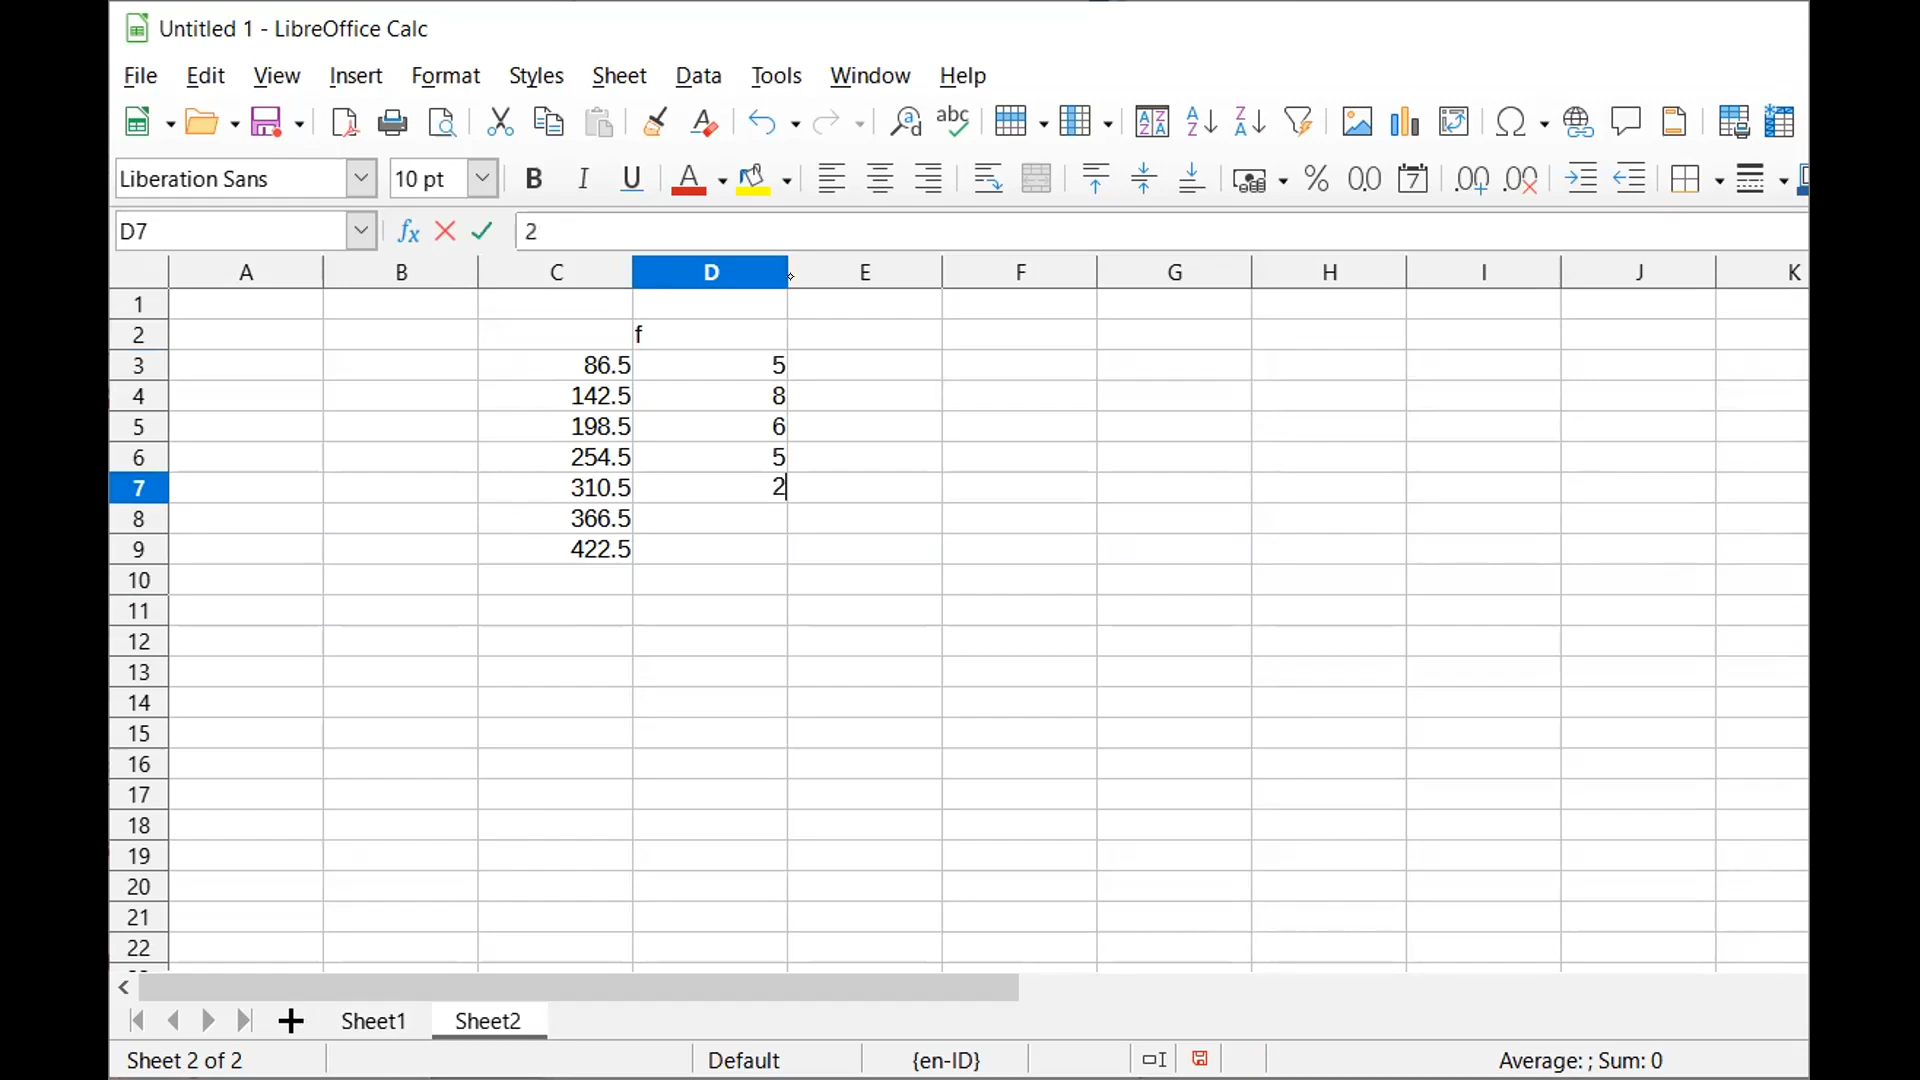 Untitled 1 - LibreOffice Calc
File Edit View Insert Format Styles Sheet Data Tools Window Help
Liberation Sans 10 pt B I U
D7 fx 2
A B C D E F G H I J K
1
2 f
3 86.5 5
4 142.5 8
5 198.5 6
6 254.5 5
7 310.5 2
8 366.5
9 422.5
10
11
12
13
14
15
16
17
18
19
20
21
22
Sheet1 Sheet2
Sheet 2 of 2 Default {en-ID} Average: ; Sum: 0